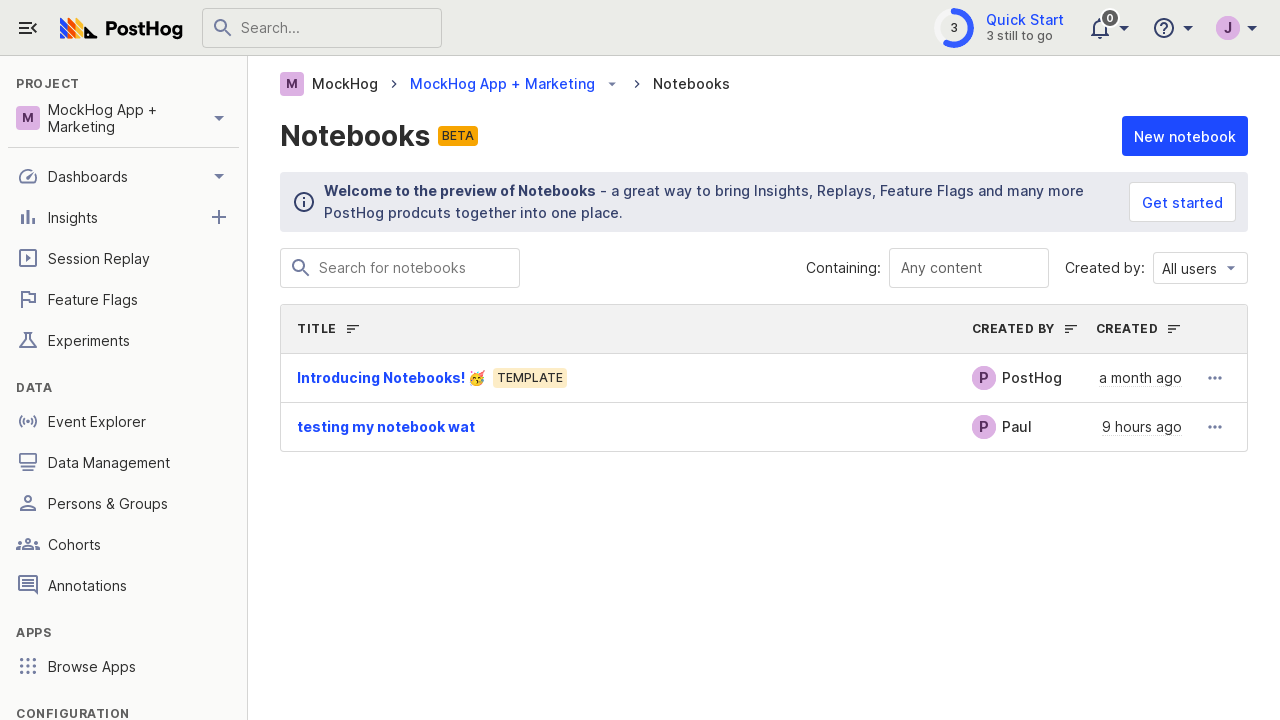 PostHog
Search...
3
Quick Start
3 still to go
0
J
PROJECT
M
MockHog App +
Marketing
Dashboards
Insights
Session Replay
Feature Flags
Experiments
DATA
Event Explorer
Data Management
Persons & Groups
Cohorts
Annotations
APPS
Browse Apps
CONFIGURATION
M MockHog > MockHog App + Marketing > Notebooks
Notebooks BETA
New notebook
Welcome to the preview of Notebooks - a great way to bring Insights, Replays, Feature Flags and many more
PostHog prodcuts together into one place.
Get started
Search for notebooks
Containing: Any content
Created by: All users
TITLE CREATED BY CREATED
Introducing Notebooks! 🥳 TEMPLATE P PostHog a month ago
testing my notebook wat P Paul 9 hours ago